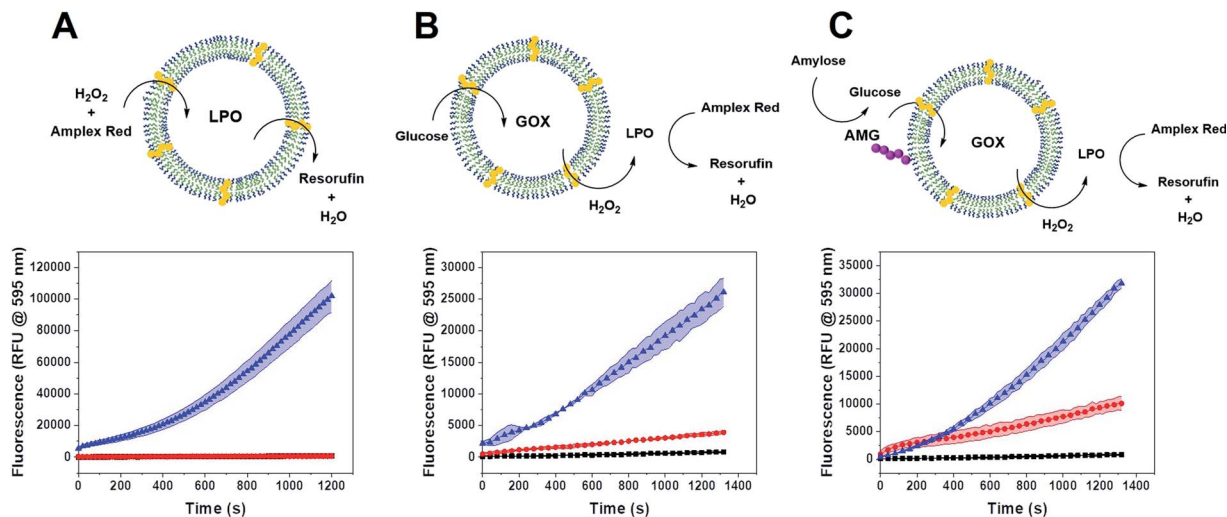 A
H₂O₂
+
Amplex Red
LPO
Resorufin
+
H₂O
B
Glucose
GOX
H₂O₂
LPO
Amplex Red
Resorufin
+
H₂O
C
Amylose
Glucose
AMG
GOX
H₂O₂
LPO
Amplex Red
Resorufin
+
H₂O
Fluorescence (RFU @ 595 nm)
120000
100000
80000
60000
40000
20000
0
0 200 400 600 800 1000 1200
Time (s)
Fluorescence (RFU @ 595 nm)
30000
25000
20000
15000
10000
5000
0
0 200 400 600 800 1000 1200 1400
Time (s)
Fluorescence (RFU @ 595 nm)
35000
30000
25000
20000
15000
10000
5000
0
0 200 400 600 800 1000 1200 1400
Time (s)